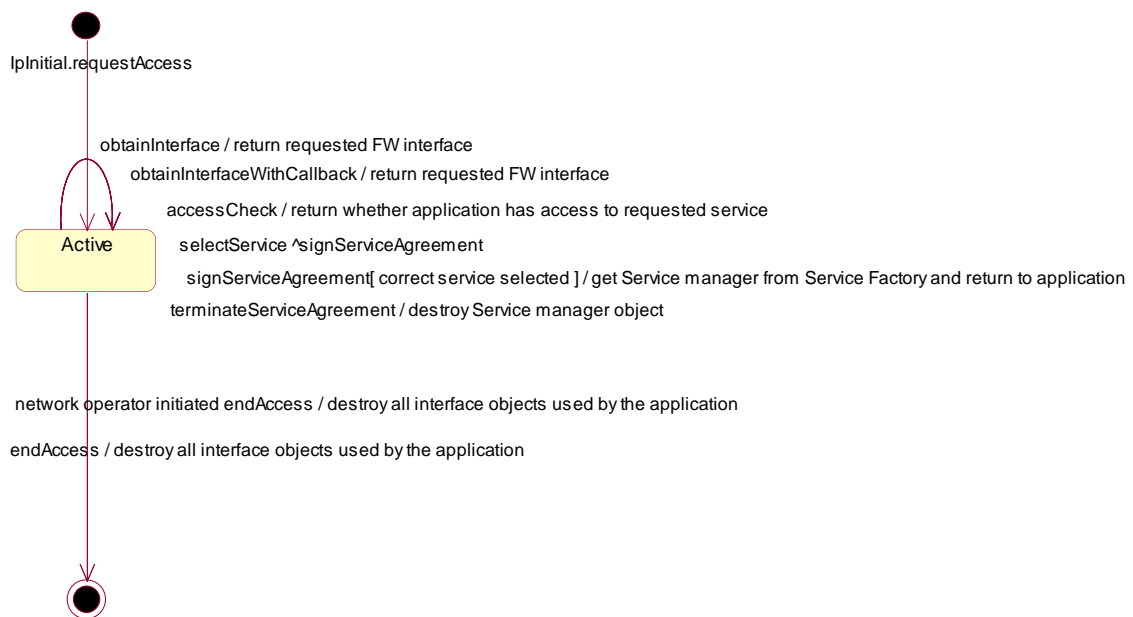 IpInitial.requestAccess
obtainInterface / return requested FW interface
obtainInterfaceWithCallback / return requested FW interface
accessCheck / return whether application has access to requested service
Active
selectService ^signServiceAgreement
signServiceAgreement[ correct service selected ] / get Service manager from Service Factory and return to application
terminateServiceAgreement / destroy Service manager object
network operator initiated endAccess / destroy all interface objects used by the application
endAccess / destroy all interface objects used by the application